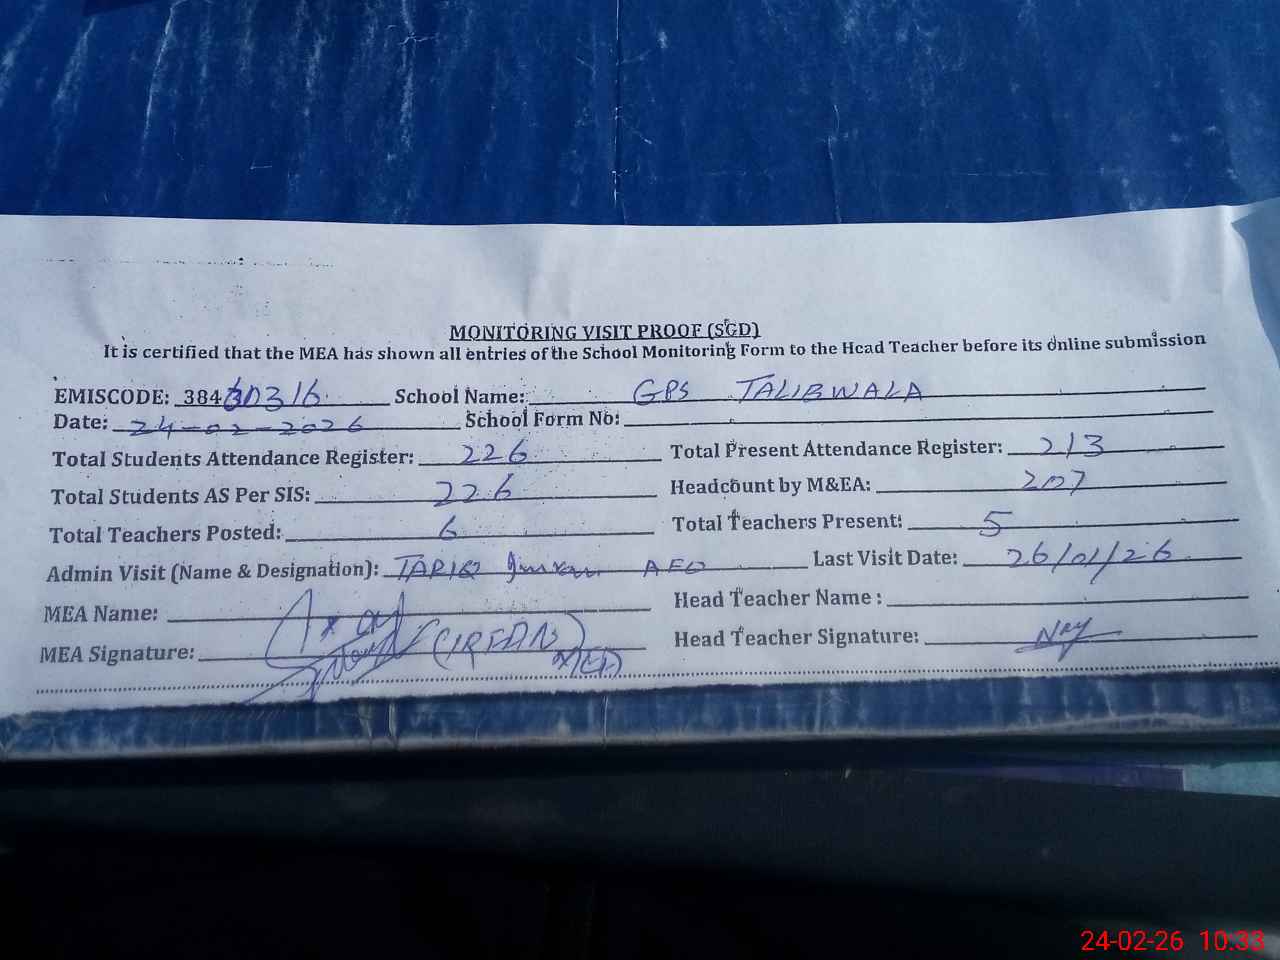 MONITORING VISIT PROOF (SGD)
It is certified that the MEA has shown all entries of the School Monitoring Form to the Head Teacher before its online submission
EMISCODE: 38430316 School Name: GPS TALIBWALA
Date: 24-02-2026 School Form No:
Total Students Attendance Register: 226 Total Present Attendance Register: 213
Total Students AS Per SIS: 226 Headcount by M&EA: 207
Total Teachers Posted: 6 Total Teachers Present: 5
Admin Visit (Name & Designation): TARIQ AEO Last Visit Date: 26/01/26
MEA Name: Head Teacher Name :
MEA Signature: (IRFAN) Head Teacher Signature:
24-02-26 10:33